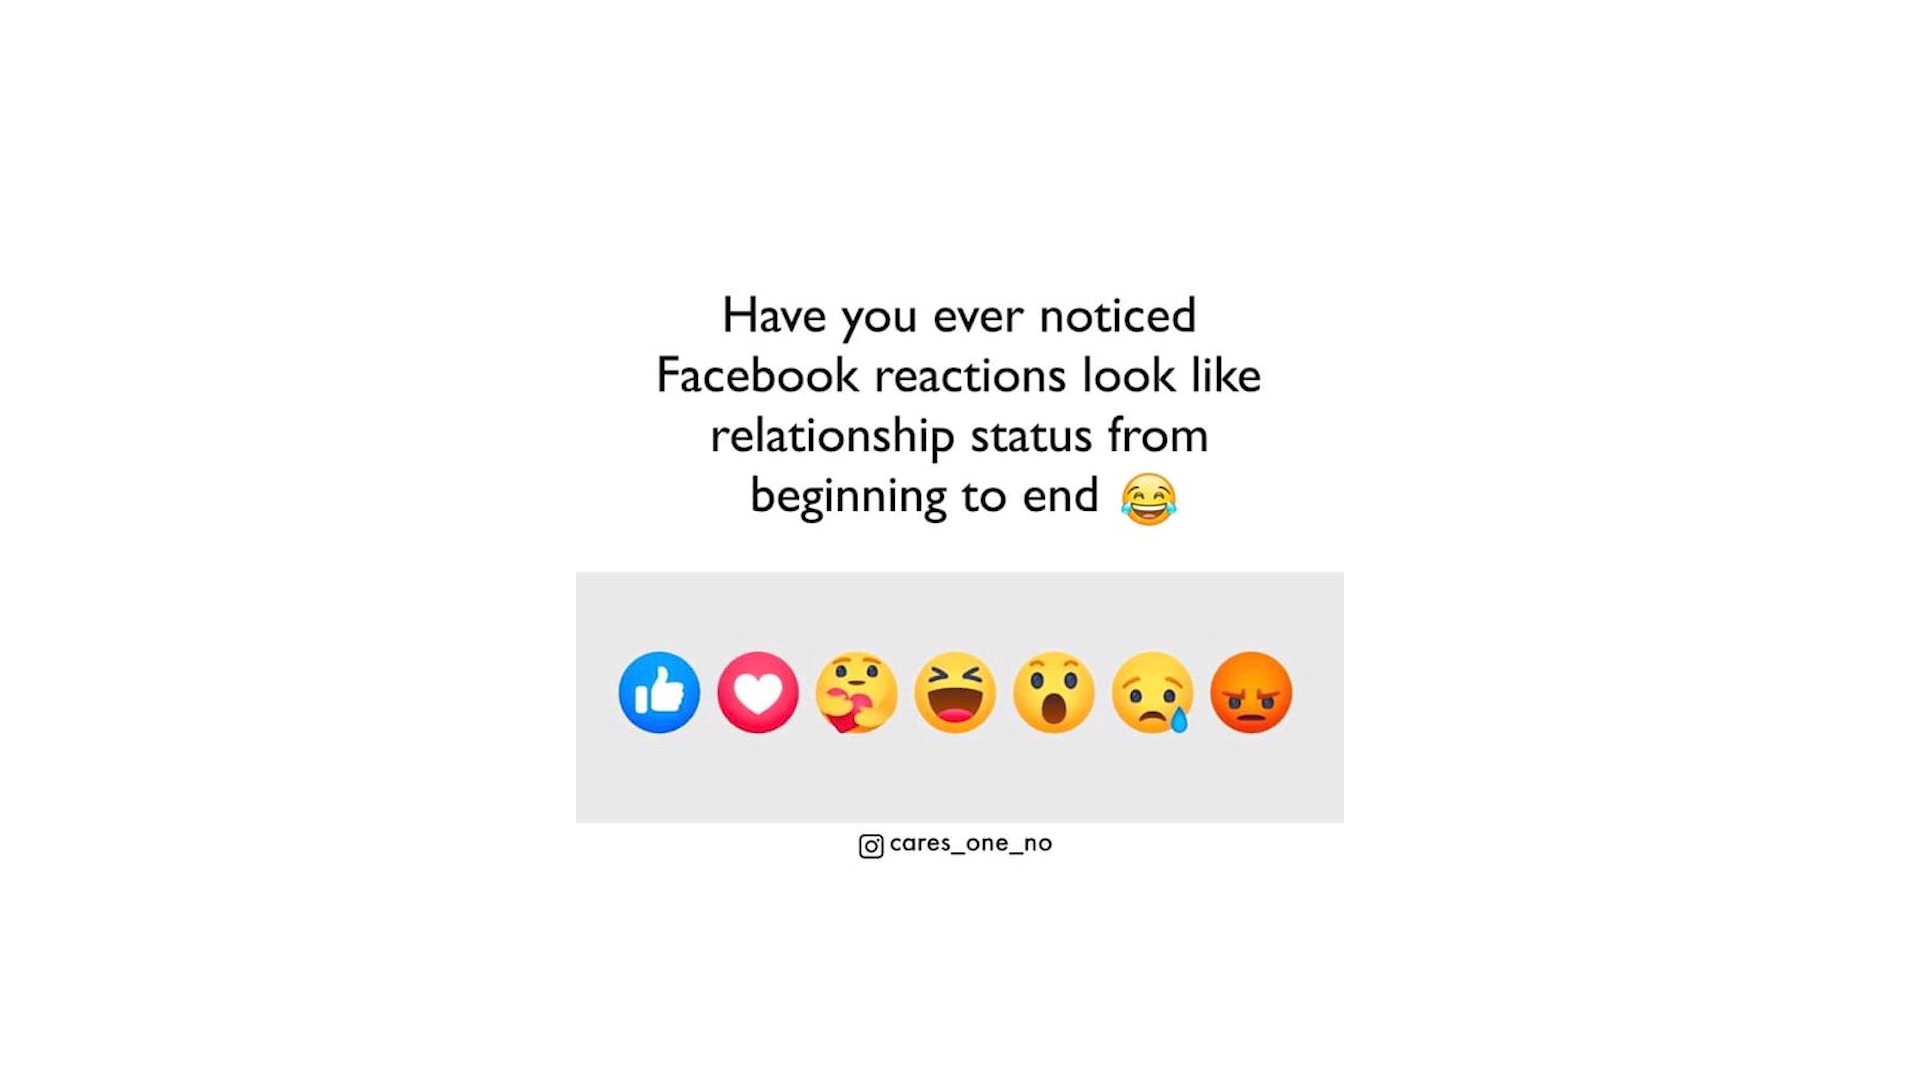 Have you ever noticed
Facebook reactions look like
relationship status from
beginning to end 😂
cares_one_no